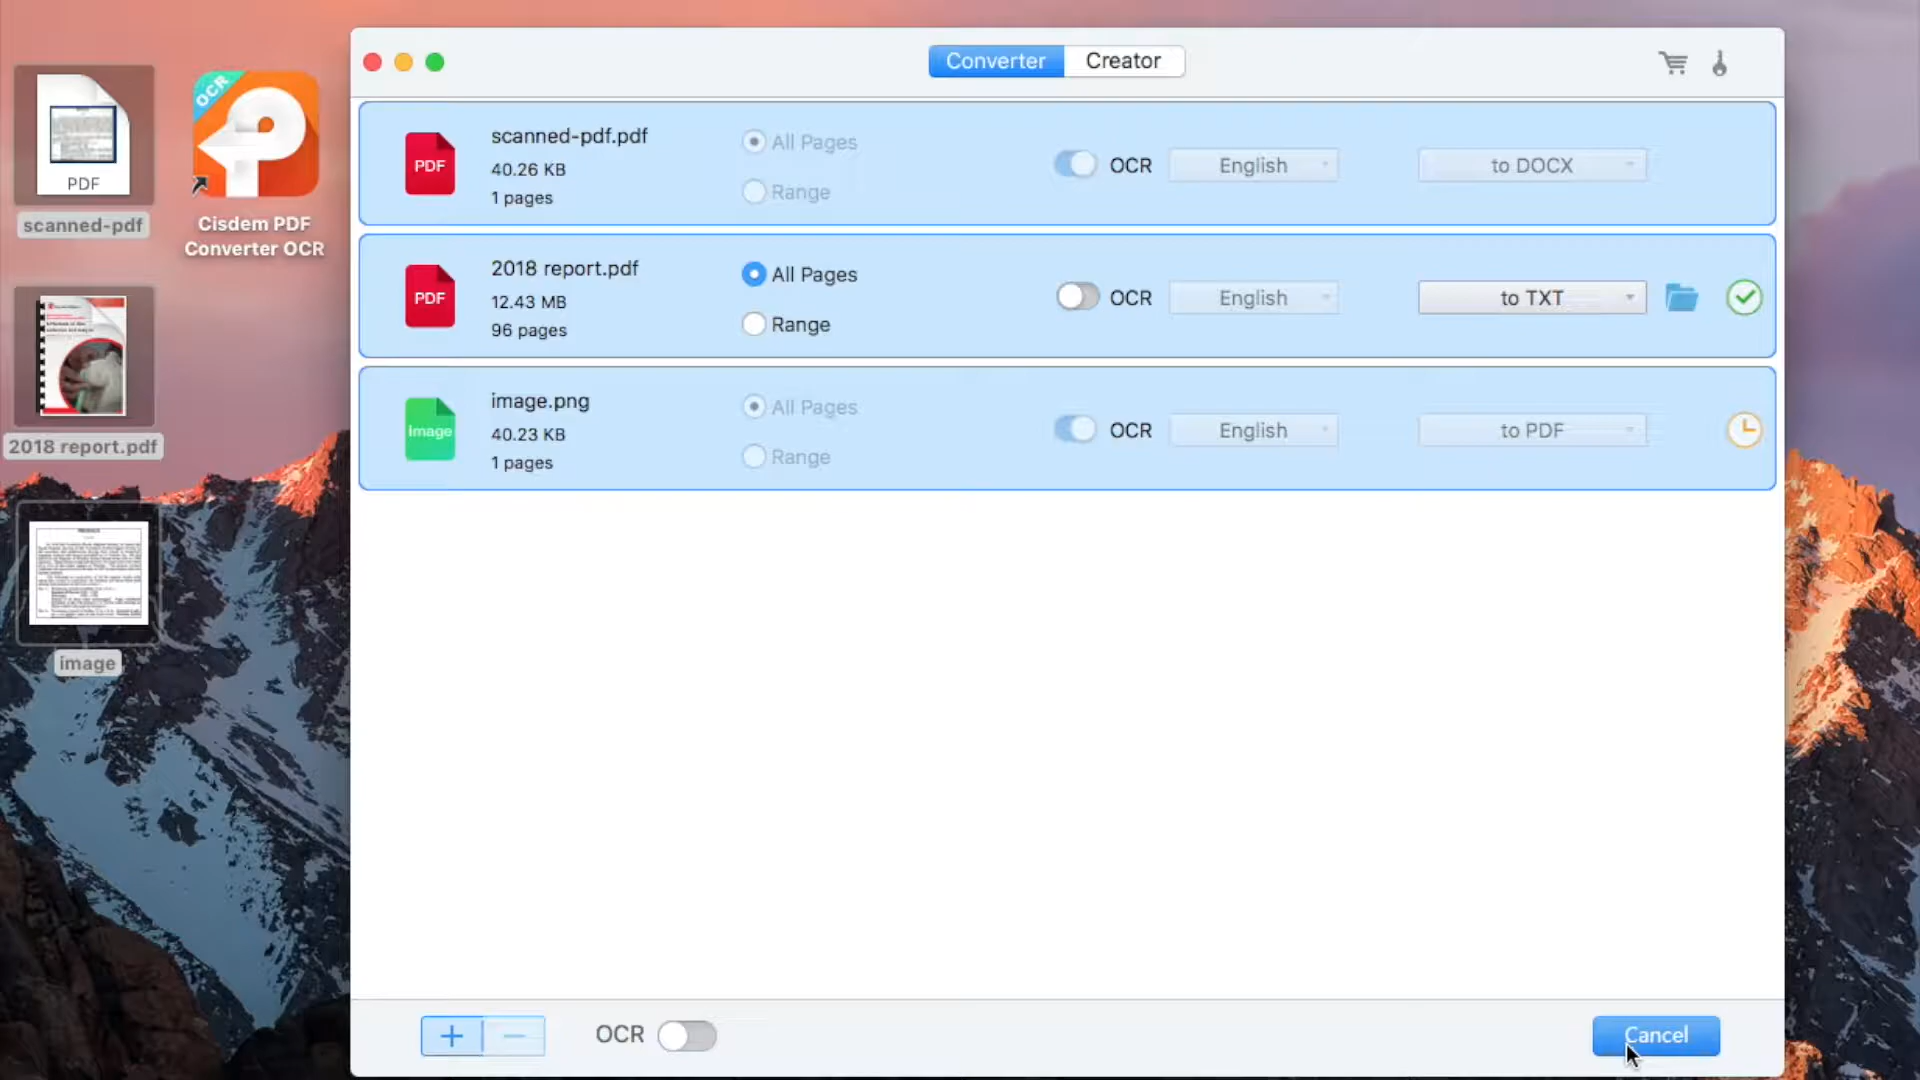 Converter Creator
scanned-pdf.pdf
PDF
40.26 KB
1 pages
All Pages
Range
OCR English to DOCX
2018 report.pdf
PDF
12.43 MB
96 pages
All Pages
Range
OCR English to TXT
image.png
Image
40.23 KB
1 pages
All Pages
Range
OCR English to PDF
+ −
OCR
Cancel
PDF
scanned-pdf
OCR
Cisdem PDF
Converter OCR
2018 report.pdf
image